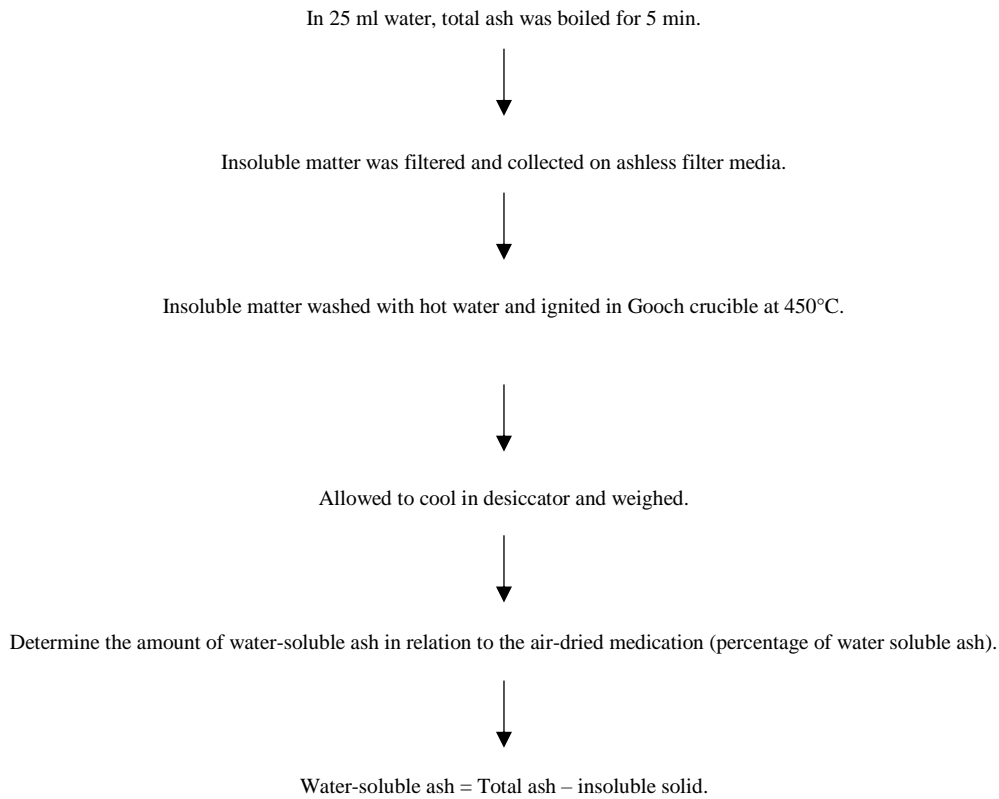 In 25 ml water, total ash was boiled for 5 min.
Insoluble matter was filtered and collected on ashless filter media.
Insoluble matter washed with hot water and ignited in Gooch crucible at 450°C.
Allowed to cool in desiccator and weighed.
Determine the amount of water-soluble ash in relation to the air-dried medication (percentage of water soluble ash).
Water-soluble ash = Total ash – insoluble solid.